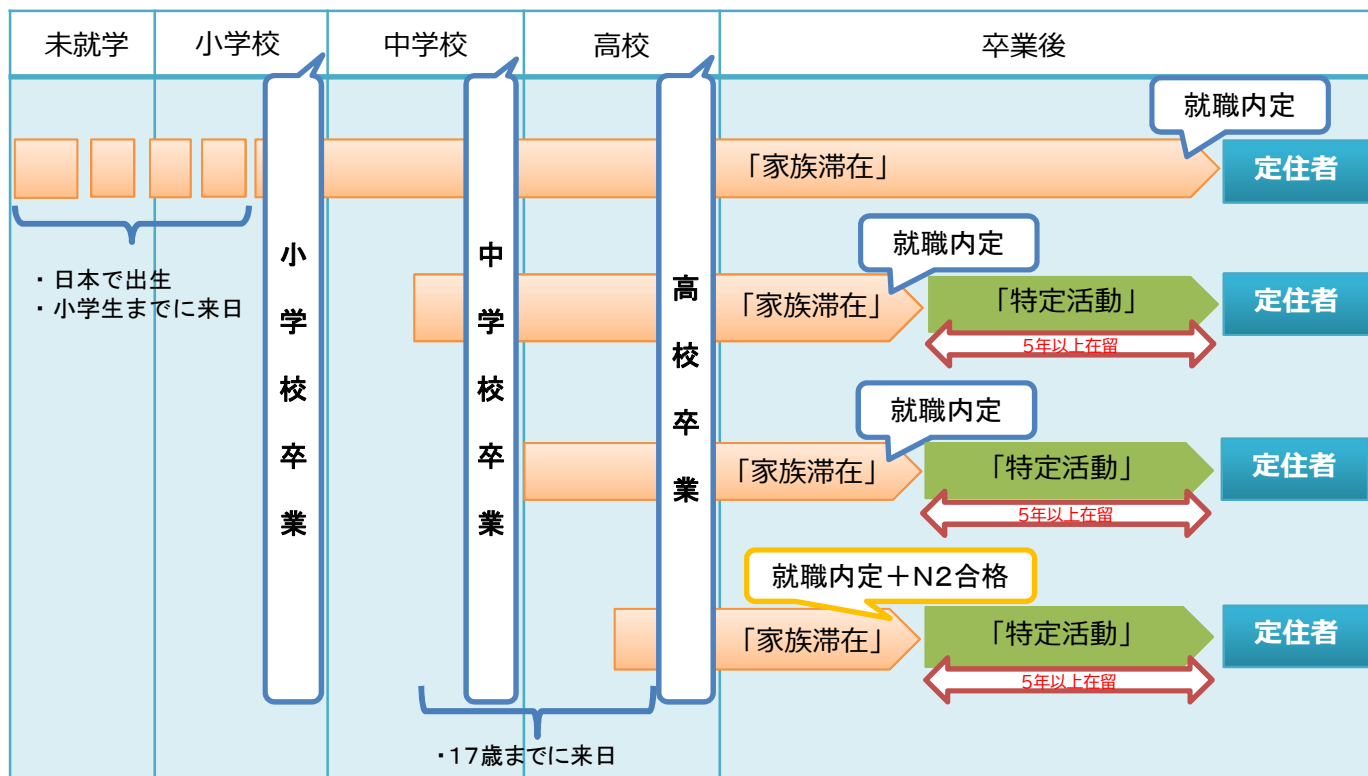 未就学
小学校
中学校
高校
卒業後
就職内定
「家族滞在」
定住者
・日本で出生
・小学生までに来日
小学校卒業
中学校卒業
高校卒業
就職内定
「家族滞在」
「特定活動」
5年以上在留
定住者
就職内定
「家族滞在」
「特定活動」
5年以上在留
定住者
就職内定＋N２合格
「家族滞在」
「特定活動」
5年以上在留
定住者
・１７歳までに来日